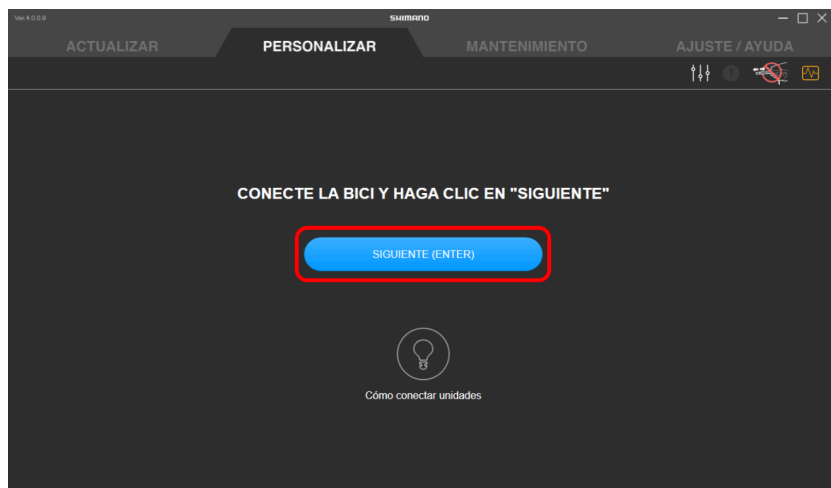 Ver.4.0.0.9
SHIMANO
ACTUALIZAR
PERSONALIZAR
MANTENIMIENTO
AJUSTE / AYUDA
CONECTE LA BICI Y HAGA CLIC EN "SIGUIENTE"
SIGUIENTE (ENTER)
Cómo conectar unidades